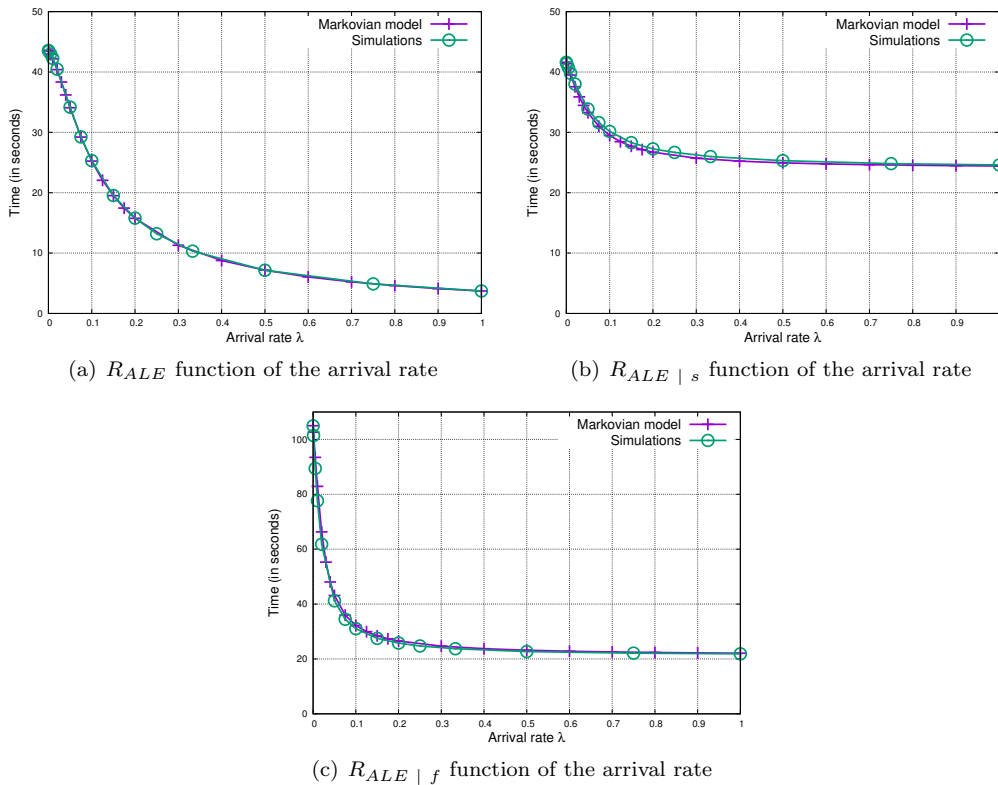 50
40
30
20
10
0
Time (in seconds)
Markovian model
Simulations
0 0.1 0.2 0.3 0.4 0.5 0.6 0.7 0.8 0.9 1
Arrival rate λ
(a) R_ALE function of the arrival rate
50
40
30
20
10
0
Time (in seconds)
Markovian model
Simulations
0 0.1 0.2 0.3 0.4 0.5 0.6 0.7 0.8 0.9
Arrival rate λ
(b) R_ALE | s function of the arrival rate
100
80
60
40
20
0
Time (in seconds)
Markovian model
Simulations
0 0.1 0.2 0.3 0.4 0.5 0.6 0.7 0.8 0.9 1
Arrival rate λ
(c) R_ALE | f function of the arrival rate